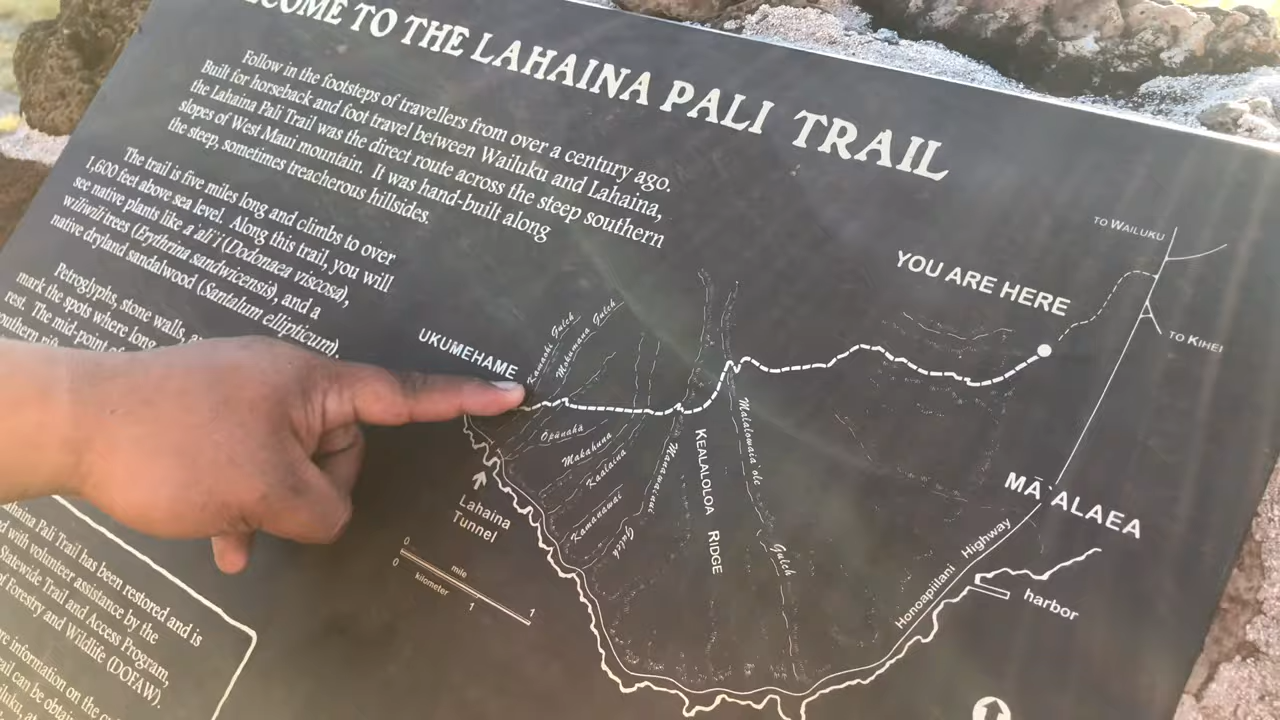 COME TO THE LAHAINA PALI TRAIL
Follow in the footsteps of travellers from over a century ago.
Built for horseback and foot travel between Wailuku and Lahaina,
the Lahaina Pali Trail was the direct route across the steep southern
slopes of West Maui mountain. It was hand-built along
the steep, sometimes treacherous hillsides.
The trail is five miles long and climbs to over
1,600 feet above sea level. Along this trail, you will
see native plants like a'ali'i (Dodonaea viscosa),
wiliwili trees (Erythrina sandwicensis), and a
native dryland sandalwood (Santalum ellipticum).
Petroglyphs, stone walls,
mark the spots where long
rest. The mid-point of
TO WAILUKU
YOU ARE HERE
TO KIHEI
UKUMEHAME
Kamaohi Gulch
Mokumana Gulch
Opunaha
Makahuna
Kaalaina
Kamanawai
Gulch
Manawainui
KEALALOLOA RIDGE
Malalowaia'ole
Gulch
MĀ'ALAEA
Honoapiilani Highway
harbor
Lahaina
Tunnel
0 mile 1
0 kilometer 1
ahaina Pali Trail has been restored and is
d with volunteer assistance by the
Statewide Trail and Access Program,
of Forestry and Wildlife (DOFAW).
re information on the
rail can be obtai